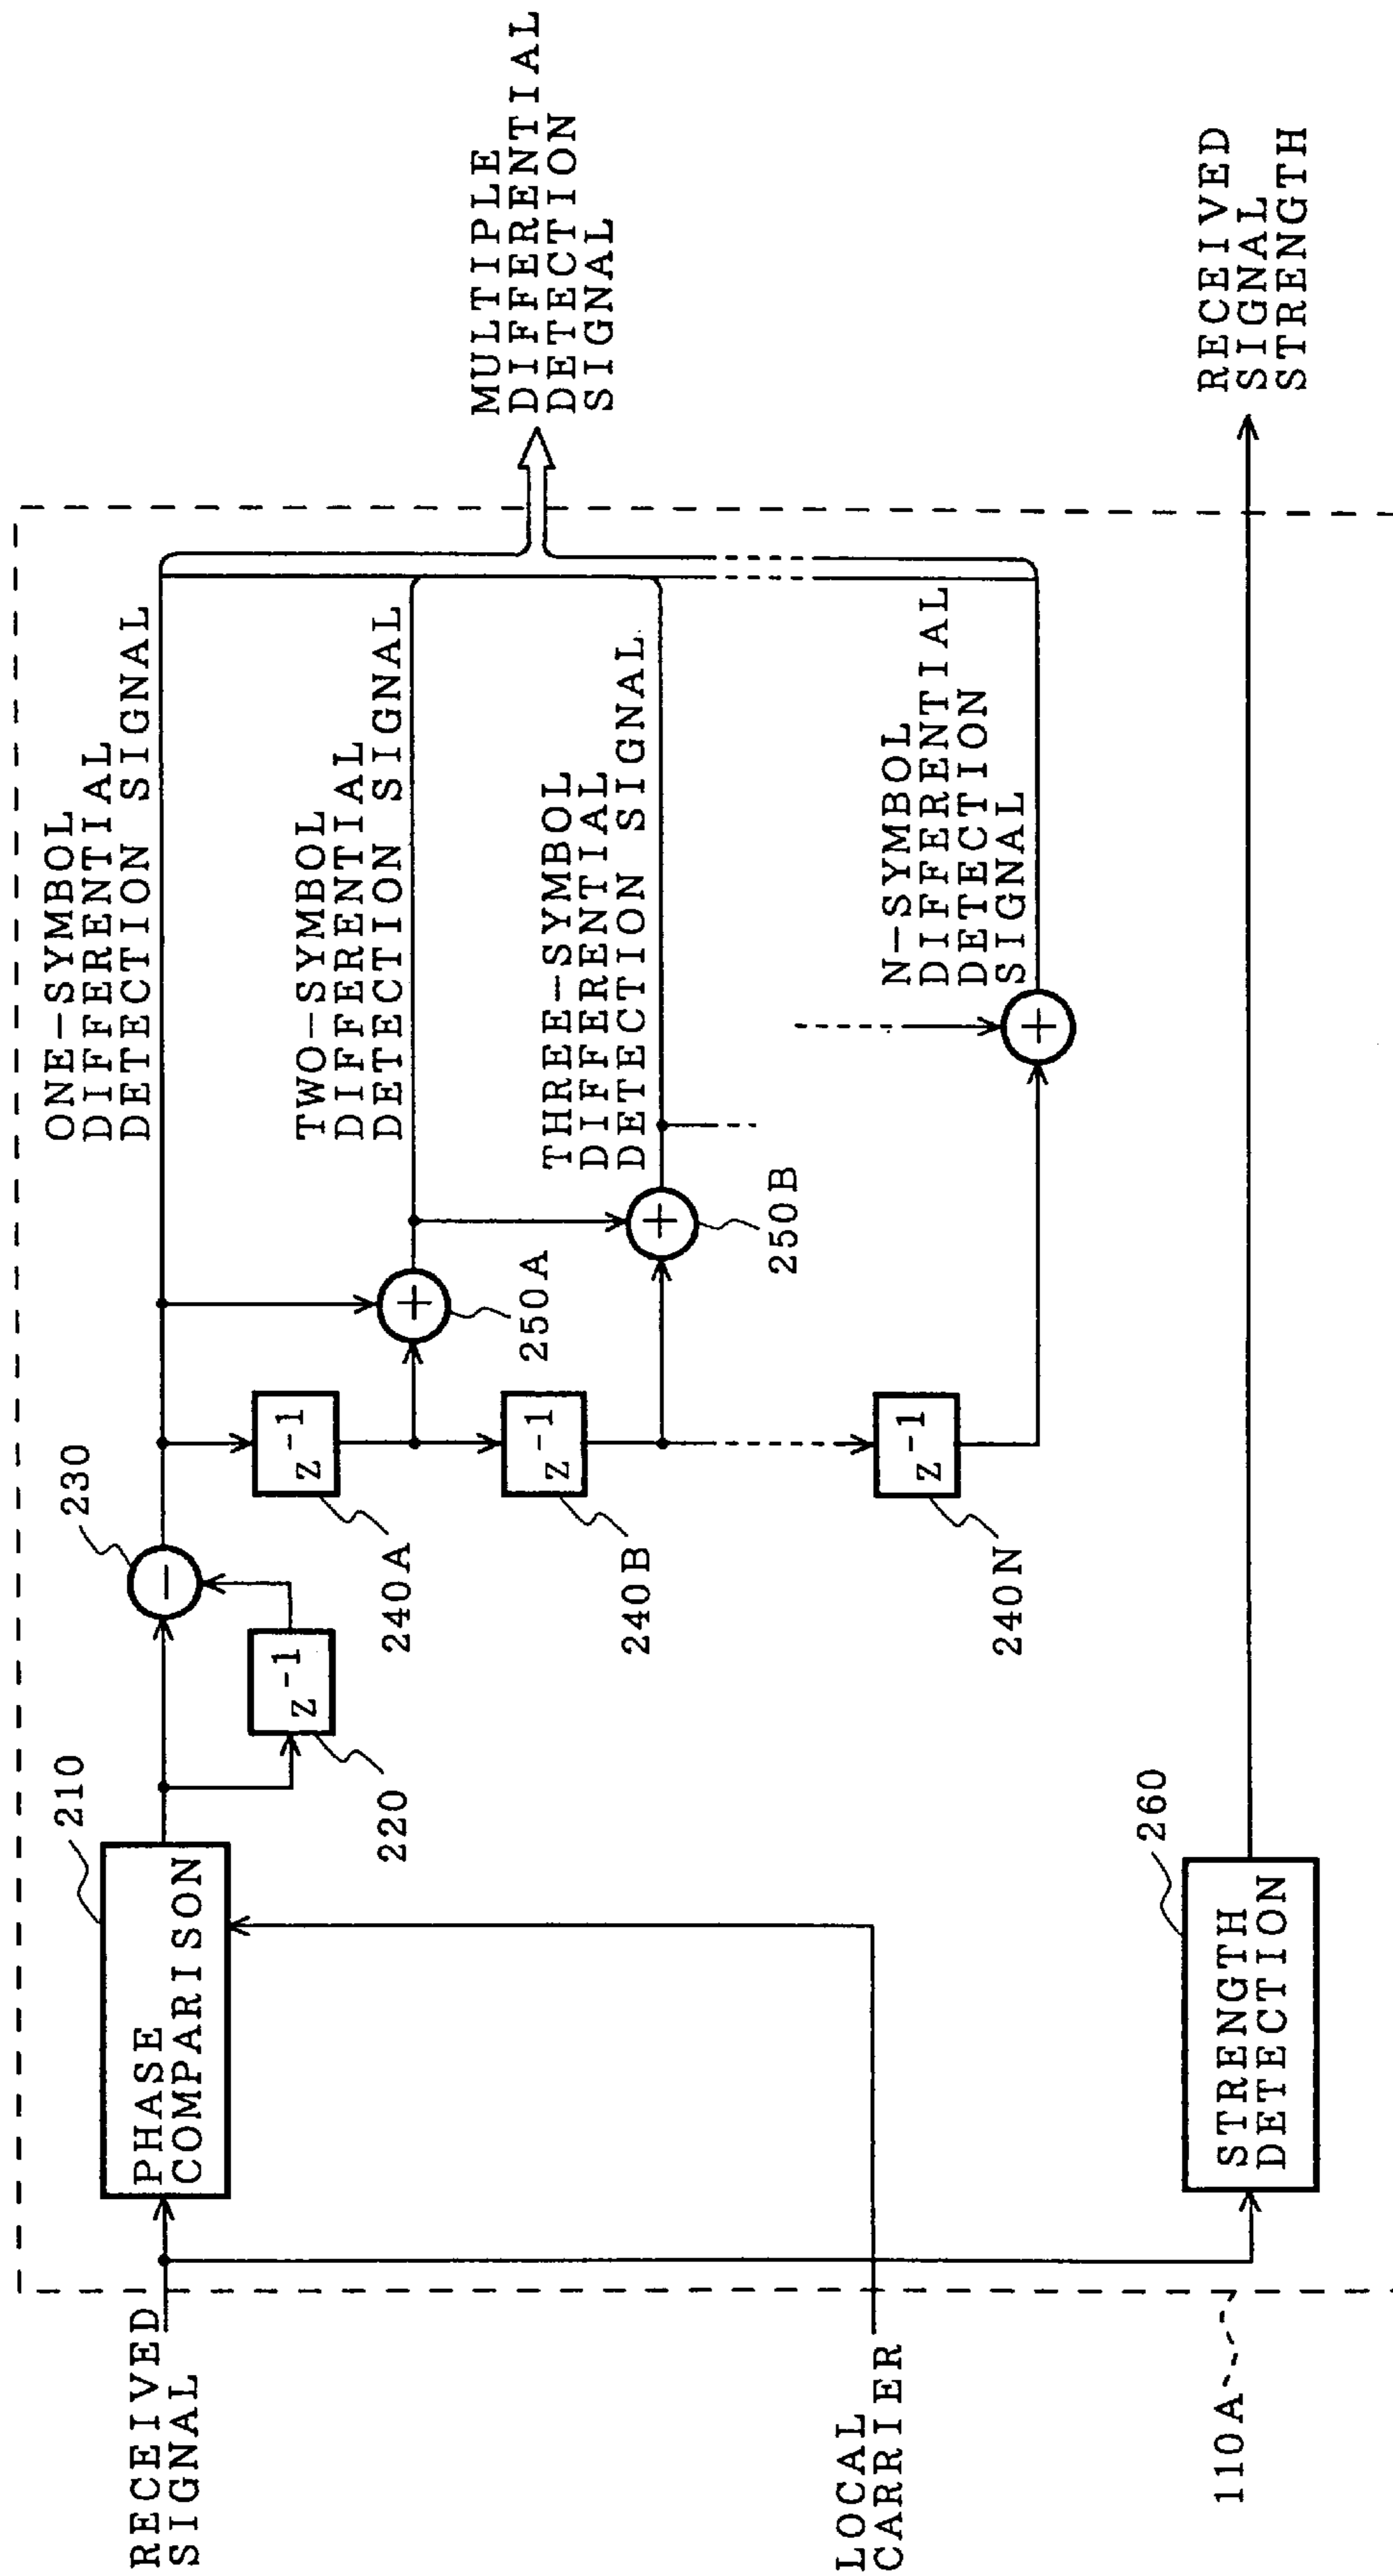 RECEIVED
SIGNAL
LOCAL
CARRIER
110A
210
PHASE
COMPARISON
220
z⁻¹
230
−
ONE-SYMBOL
DIFFERENTIAL
DETECTION SIGNAL
240A
z⁻¹
250A
+
TWO-SYMBOL
DIFFERENTIAL
DETECTION SIGNAL
240B
z⁻¹
250B
+
THREE-SYMBOL
DIFFERENTIAL
DETECTION SIGNAL
240N
z⁻¹
+
N-SYMBOL
DIFFERENTIAL
DETECTION
SIGNAL
MULTIPLE
DIFFERENTIAL
DETECTION
SIGNAL
260
STRENGTH
DETECTION
RECEIVED
SIGNAL
STRENGTH